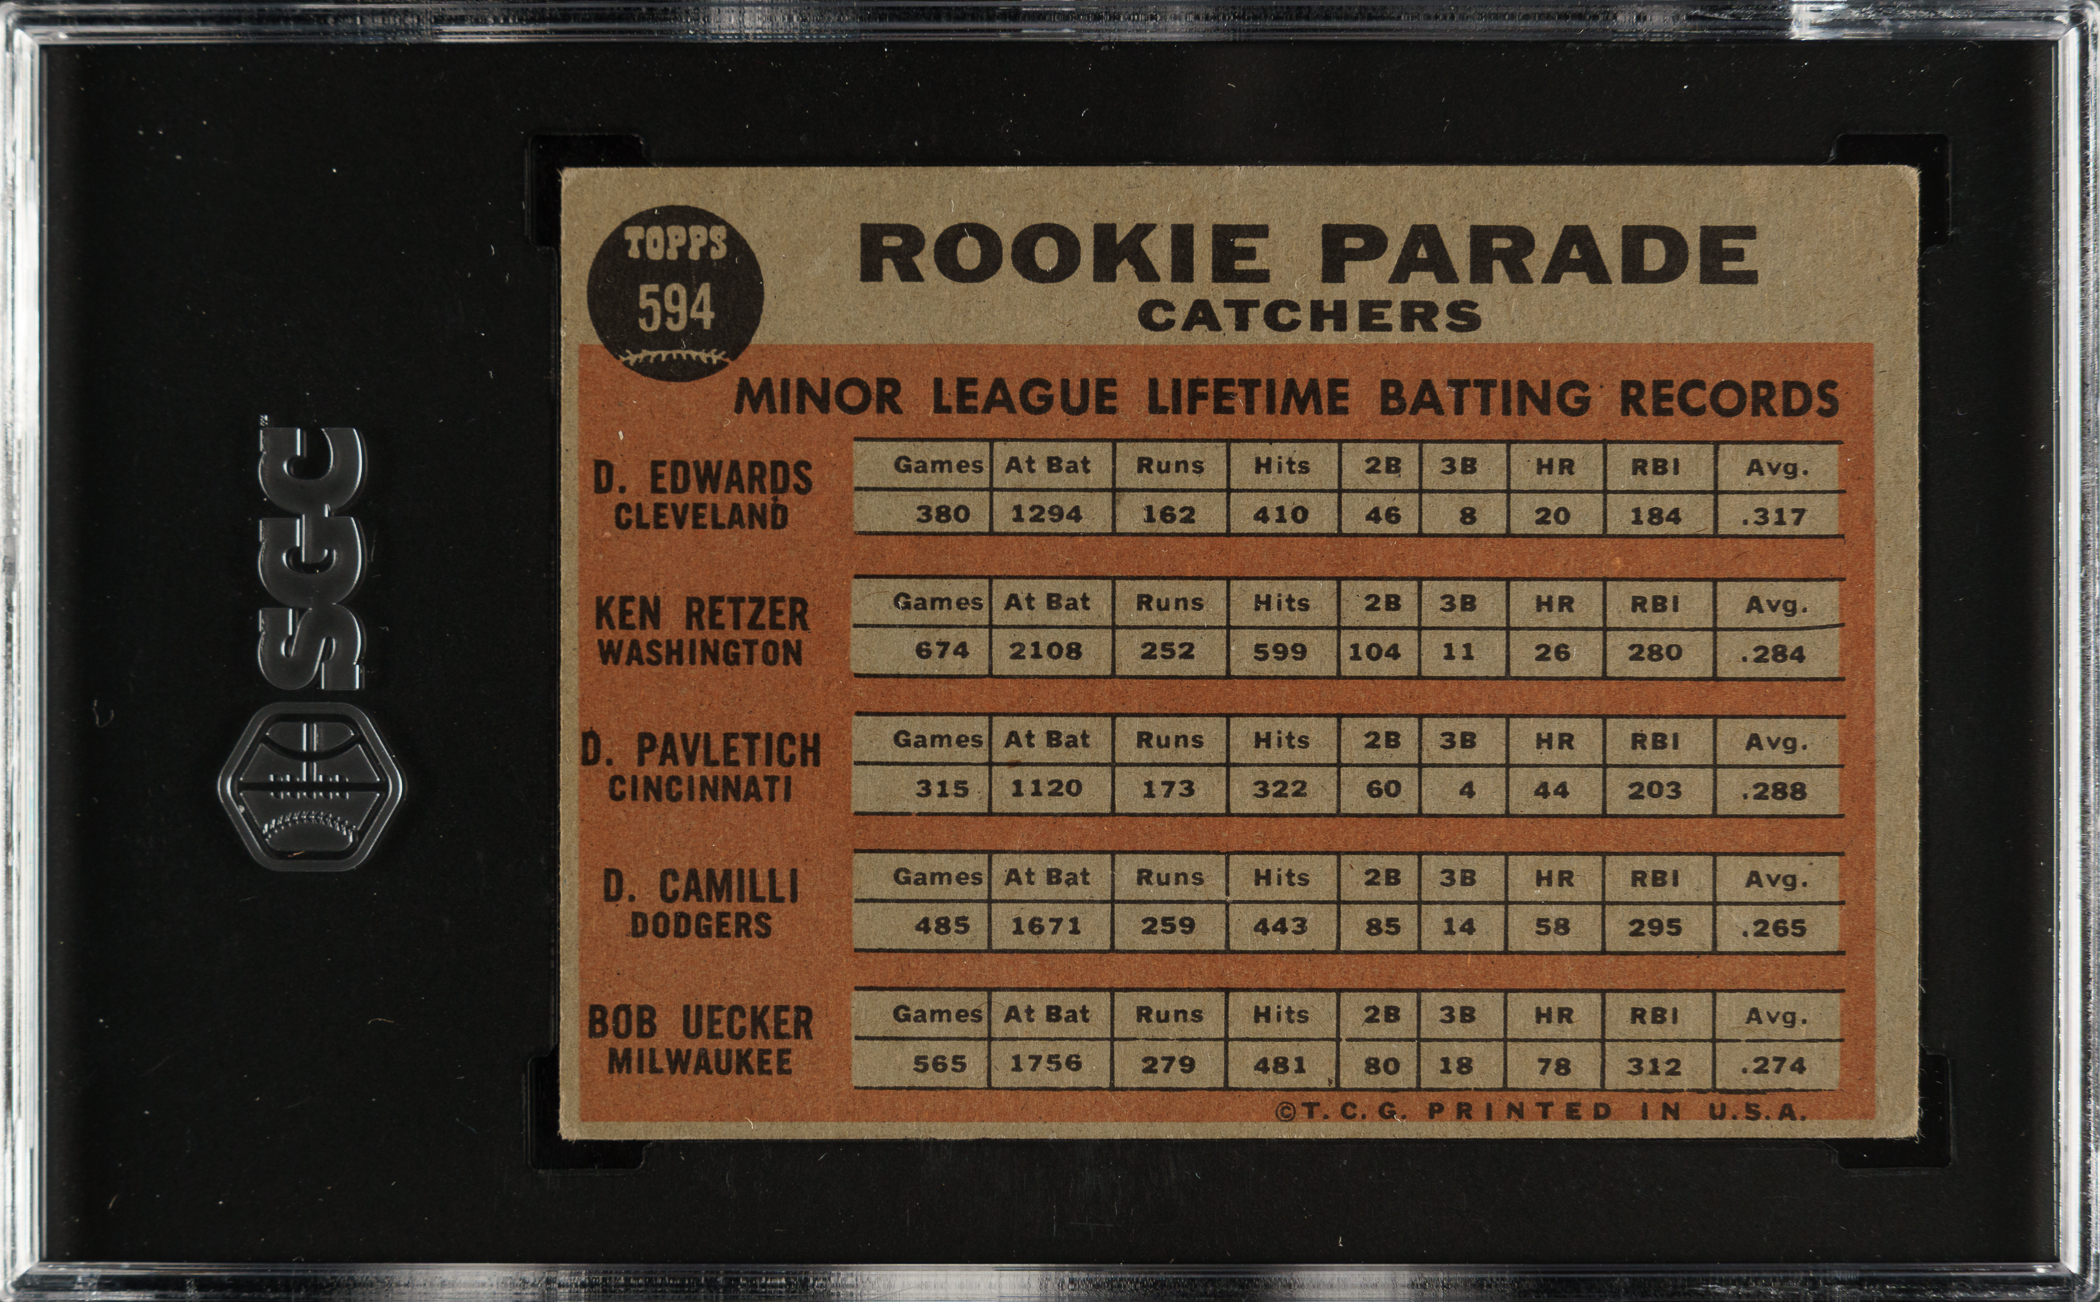 TOPPS
594
ROOKIE PARADE
CATCHERS
MINOR LEAGUE LIFETIME BATTING RECORDS
D. EDWARDS
CLEVELAND
Games At Bat Runs Hits 2B 3B HR RBI Avg.
380 1294 162 410 46 8 20 184 .317
KEN RETZER
WASHINGTON
Games At Bat Runs Hits 2B 3B HR RBI Avg.
674 2108 252 599 104 11 26 280 .284
D. PAVLETICH
CINCINNATI
Games At Bat Runs Hits 2B 3B HR RBI Avg.
315 1120 173 322 60 4 44 203 .288
D. CAMILLI
DODGERS
Games At Bat Runs Hits 2B 3B HR RBI Avg.
485 1671 259 443 85 14 58 295 .265
BOB UECKER
MILWAUKEE
Games At Bat Runs Hits 2B 3B HR RBI Avg.
565 1756 279 481 80 18 78 312 .274
©T.C.G. PRINTED IN U.S.A.
SGC